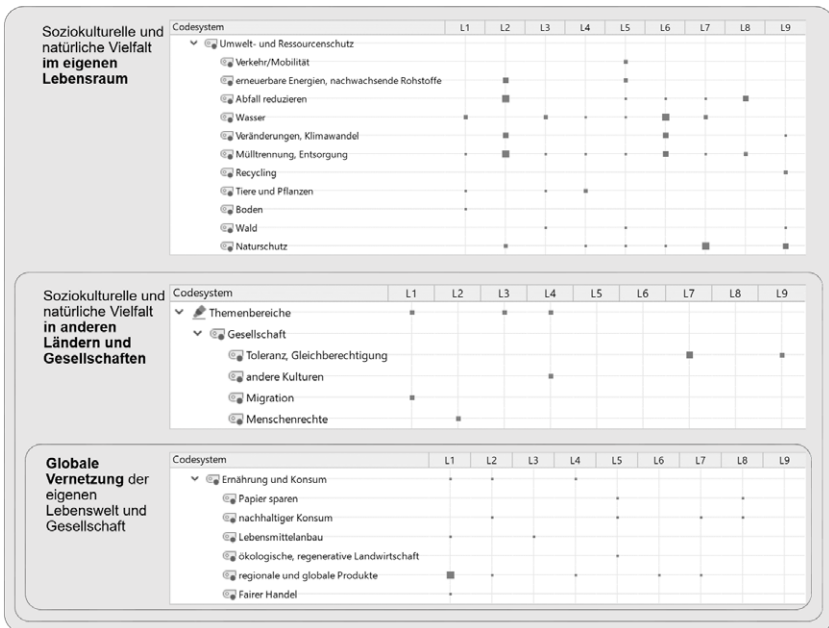 Soziokulturelle und
natürliche Vielfalt
im eigenen
Lebensraum
Codesystem L1 L2 L3 L4 L5 L6 L7 L8 L9
Umwelt- und Ressourcenschutz
Verkehr/Mobilität
erneuerbare Energien, nachwachsende Rohstoffe
Abfall reduzieren
Wasser
Veränderungen, Klimawandel
Mülltrennung, Entsorgung
Recycling
Tiere und Pflanzen
Boden
Wald
Naturschutz
Soziokulturelle und
natürliche Vielfalt
in anderen
Ländern und
Gesellschaften
Codesystem L1 L2 L3 L4 L5 L6 L7 L8 L9
Themenbereiche
Gesellschaft
Toleranz, Gleichberechtigung
andere Kulturen
Migration
Menschenrechte
Globale
Vernetzung der
eigenen
Lebenswelt und
Gesellschaft
Codesystem L1 L2 L3 L4 L5 L6 L7 L8 L9
Ernährung und Konsum
Papier sparen
nachhaltiger Konsum
Lebensmittelanbau
ökologische, regenerative Landwirtschaft
regionale und globale Produkte
Fairer Handel